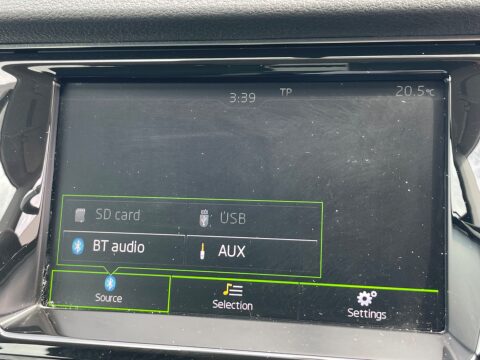 3:39 TP 20.5°C
SD card USB
BT audio AUX
Source Selection Settings